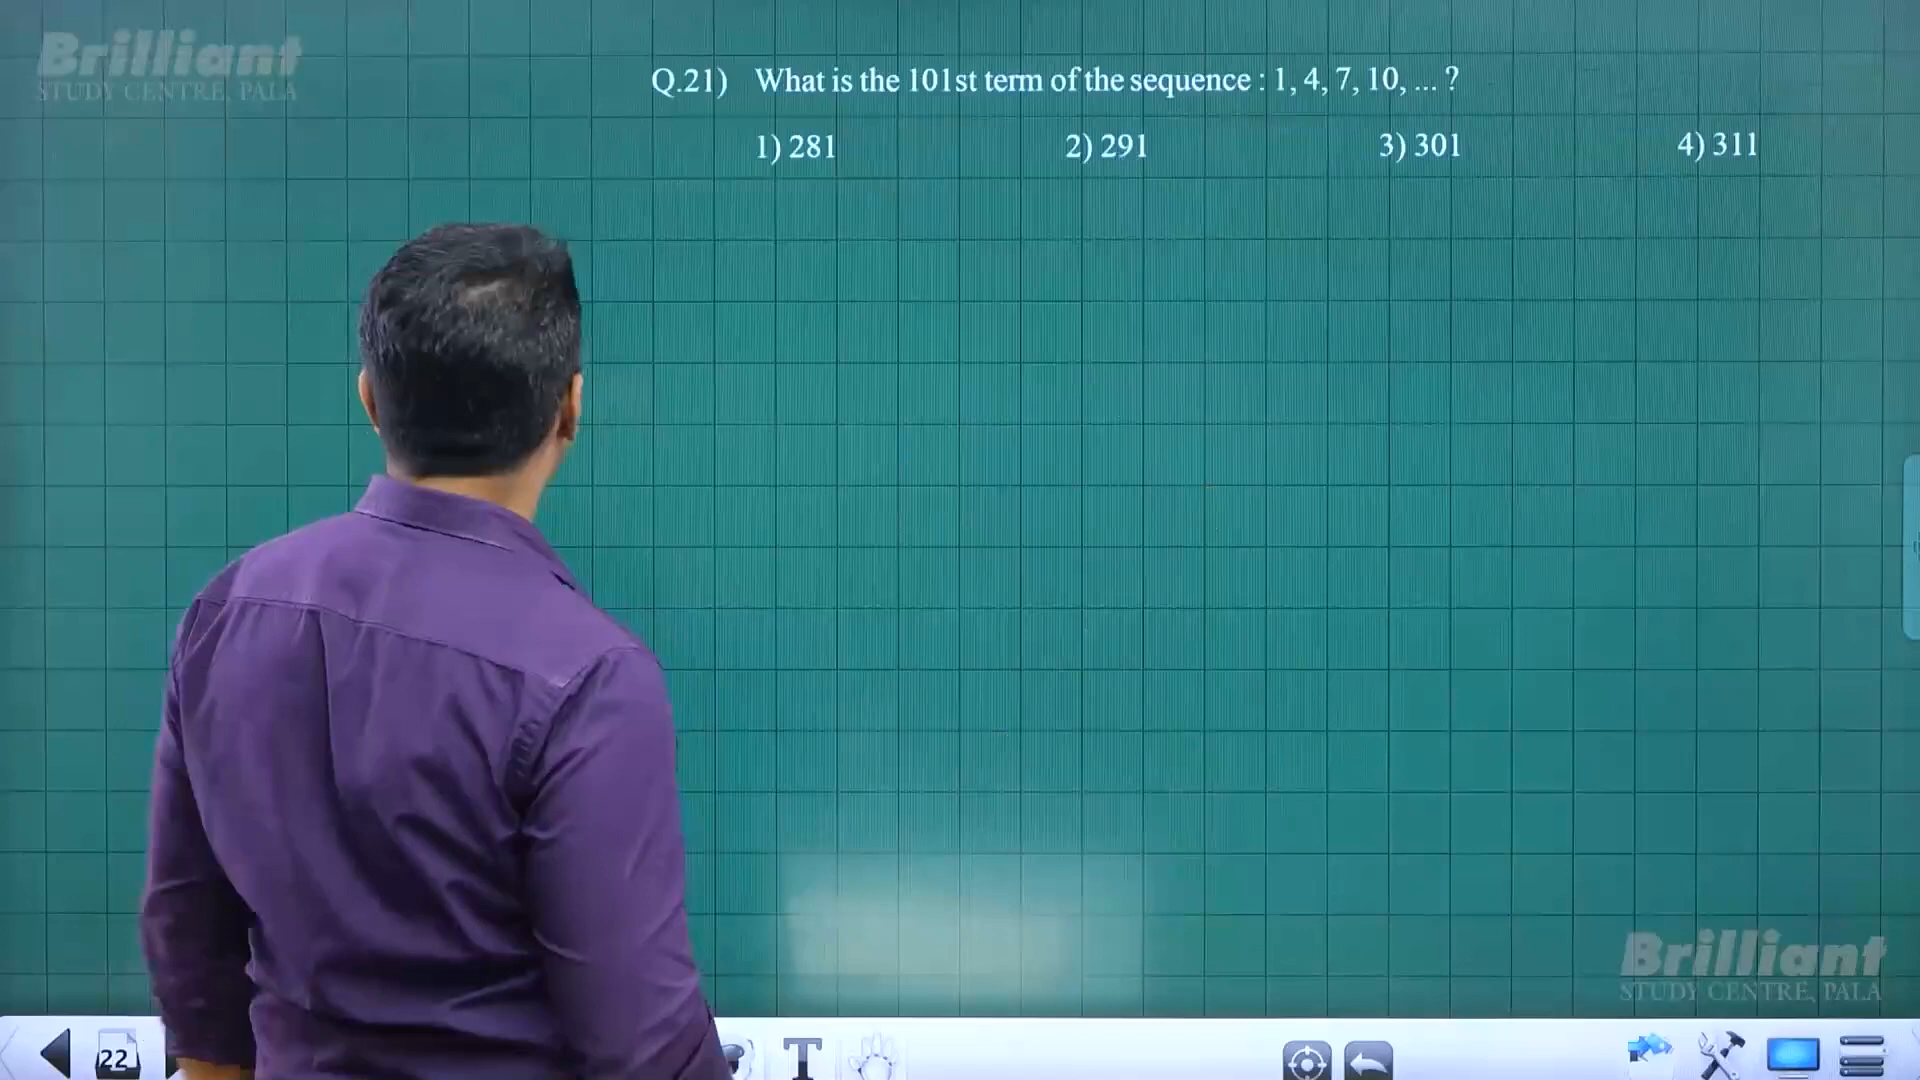 Brilliant
STUDY CENTRE, PALA
Q.21) What is the 101st term of the sequence : 1, 4, 7, 10, ... ?
1) 281 2) 291 3) 301 4) 311
Brilliant
STUDY CENTRE, PALA
22
T